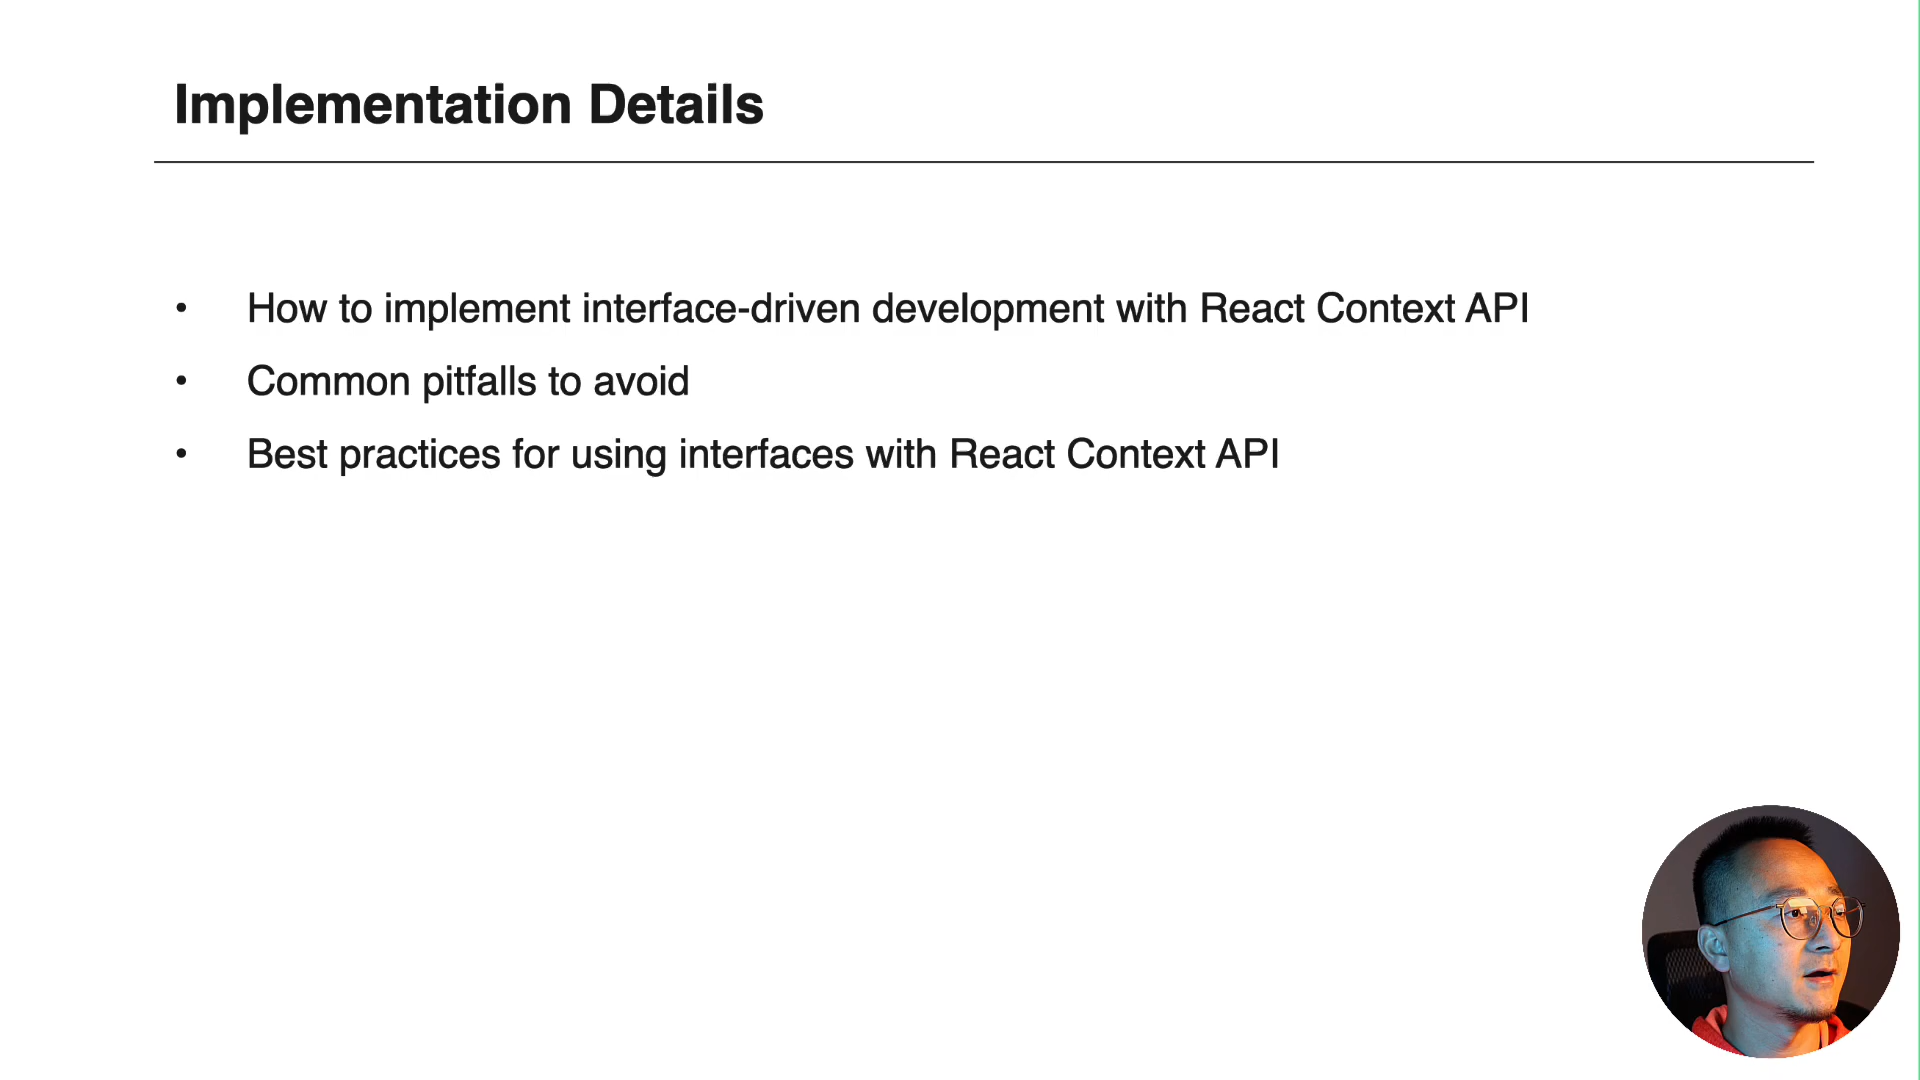 Implementation Details
• How to implement interface-driven development with React Context API
• Common pitfalls to avoid
• Best practices for using interfaces with React Context API